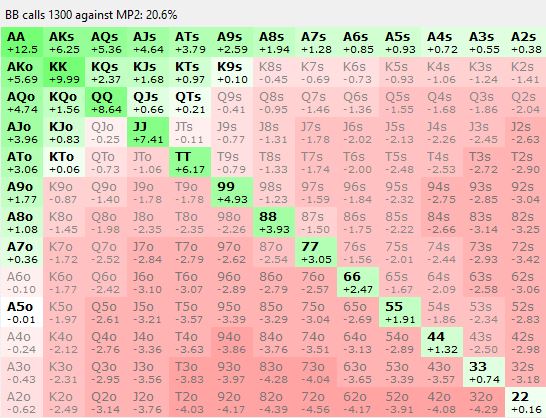 BB calls 1300 against MP2: 20.6%
AA AKs AQs AJs ATs A9s A8s A7s A6s A5s A4s A3s A2s
+12.5 +6.25 +5.36 +4.64 +3.79 +2.59 +1.94 +1.28 +0.85 +0.93 +0.72 +0.55 +0.38
AKo KK KQs KJs KTs K9s K8s K7s K6s K5s K4s K3s K2s
+5.69 +9.99 +2.37 +1.68 +0.97 +0.10 -0.45 -0.69 -0.73 -0.93 -1.06 -1.24 -1.41
AQo KQo QQ QJs QTs Q9s Q8s Q7s Q6s Q5s Q4s Q3s Q2s
+4.74 +1.56 +8.64 +0.66 +0.21 -0.41 -0.95 -1.46 -1.36 -1.55 -1.68 -1.86 -2.04
AJo KJo QJo JJ JTs J9s J8s J7s J6s J5s J4s J3s J2s
+3.96 +0.83 -0.25 +7.41 -0.11 -0.77 -1.31 -1.78 -2.02 -2.13 -2.26 -2.45 -2.63
ATo KTo QTo JTo TT T9s T8s T7s T6s T5s T4s T3s T2s
+3.06 +0.06 -0.73 -1.06 +6.17 -0.79 -1.33 -1.74 -2.00 -2.48 -2.53 -2.72 -2.90
A9o K9o Q9o J9o T9o 99 98s 97s 96s 95s 94s 93s 92s
+1.77 -0.87 -1.40 -1.78 -1.78 +4.93 -1.23 -1.59 -1.84 -2.32 -2.75 -2.85 -3.04
A8o K8o Q8o J8o T8o 98o 88 87s 86s 85s 84s 83s 82s
+1.08 -1.45 -1.98 -2.35 -2.35 -2.26 +3.93 -1.50 -1.75 -2.22 -2.66 -3.14 -3.25
A7o K7o Q7o J7o T7o 97o 87o 77 76s 75s 74s 73s 72s
+0.36 -1.72 -2.52 -2.84 -2.79 -2.62 -2.54 +3.05 -1.56 -2.01 -2.44 -2.93 -3.42
A6o K6o Q6o J6o T6o 96o 86o 76o 66 65s 64s 63s 62s
-0.10 -1.77 -2.42 -3.10 -3.07 -2.89 -2.79 -2.57 +2.47 -1.67 -2.09 -2.58 -3.06
A5o K5o Q5o J5o T5o 95o 85o 75o 65o 55 54s 53s 52s
-0.01 -1.97 -2.61 -3.21 -3.57 -3.39 -3.29 -3.04 -2.69 +1.91 -1.86 -2.34 -2.83
A4o K4o Q4o J4o T4o 94o 84o 74o 64o 54o 44 43s 42s
-0.24 -2.12 -2.76 -3.36 -3.63 -3.86 -3.76 -3.51 -3.13 -2.89 +1.32 -2.50 -2.98
A3o K3o Q3o J3o T3o 93o 83o 73o 63o 53o 43o 33 32s
-0.43 -2.31 -2.95 -3.56 -3.83 -3.97 -4.28 -4.04 -3.65 -3.39 -3.57 +0.74 -3.18
A2o K2o Q2o J2o T2o 92o 82o 72o 62o 52o 42o 32o 22
-0.62 -2.49 -3.14 -3.76 -4.03 -4.17 -4.39 -4.56 -4.17 -3.91 -4.08 -4.29 +0.16